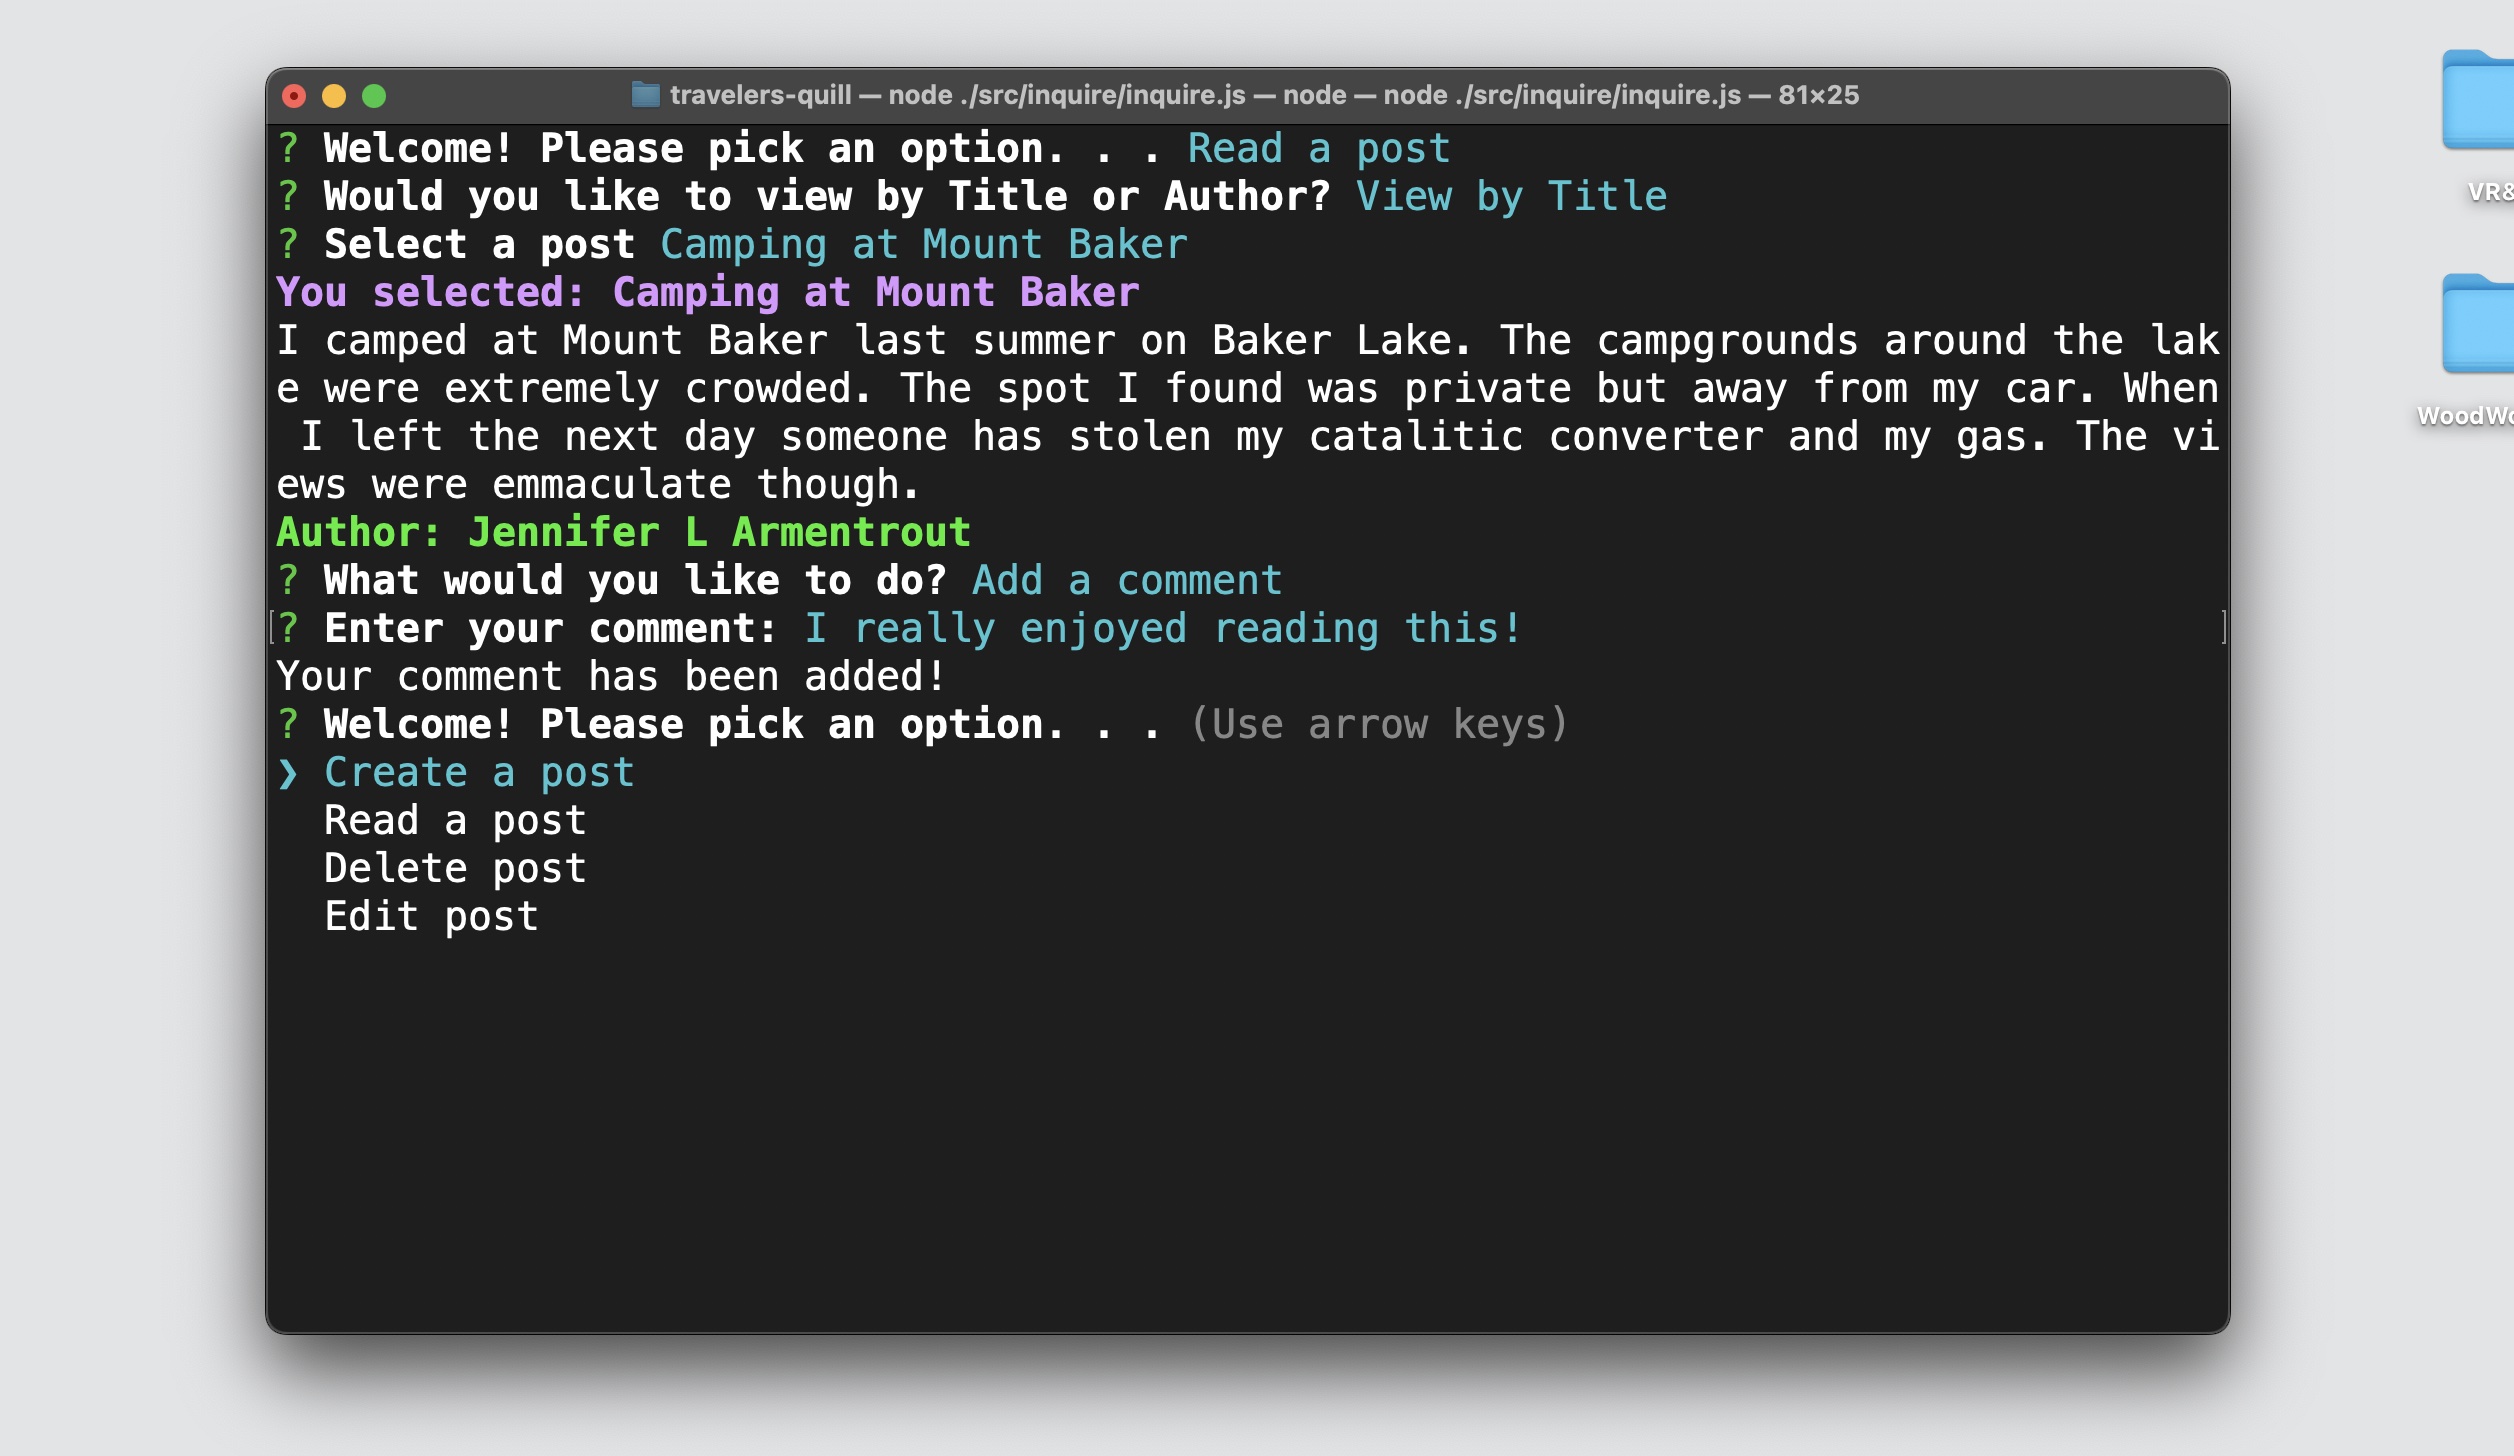 travelers-quill — node ./src/inquire/inquire.js — node — node ./src/inquire/inquire.js — 81×25
? Welcome! Please pick an option. . . Read a post
? Would you like to view by Title or Author? View by Title
? Select a post Camping at Mount Baker
You selected: Camping at Mount Baker
I camped at Mount Baker last summer on Baker Lake. The campgrounds around the lak
e were extremely crowded. The spot I found was private but away from my car. When
 I left the next day someone has stolen my catalitic converter and my gas. The vi
ews were emmaculate though.
Author: Jennifer L Armentrout
? What would you like to do? Add a comment
[? Enter your comment: I really enjoyed reading this! ]
Your comment has been added!
? Welcome! Please pick an option. . . (Use arrow keys)
❯ Create a post
  Read a post
  Delete post
  Edit post
VR&